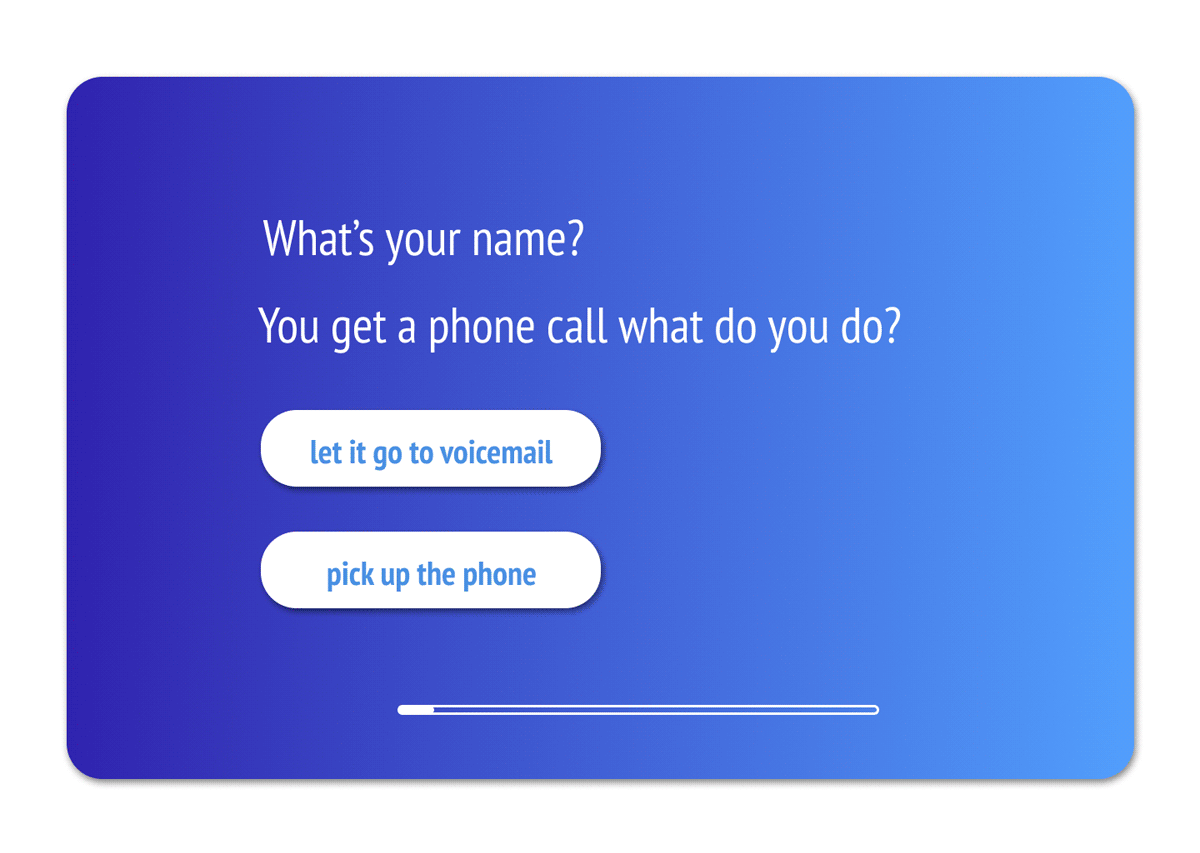 What’s your name?
You get a phone call what do you do?
let it go to voicemail
pick up the phone